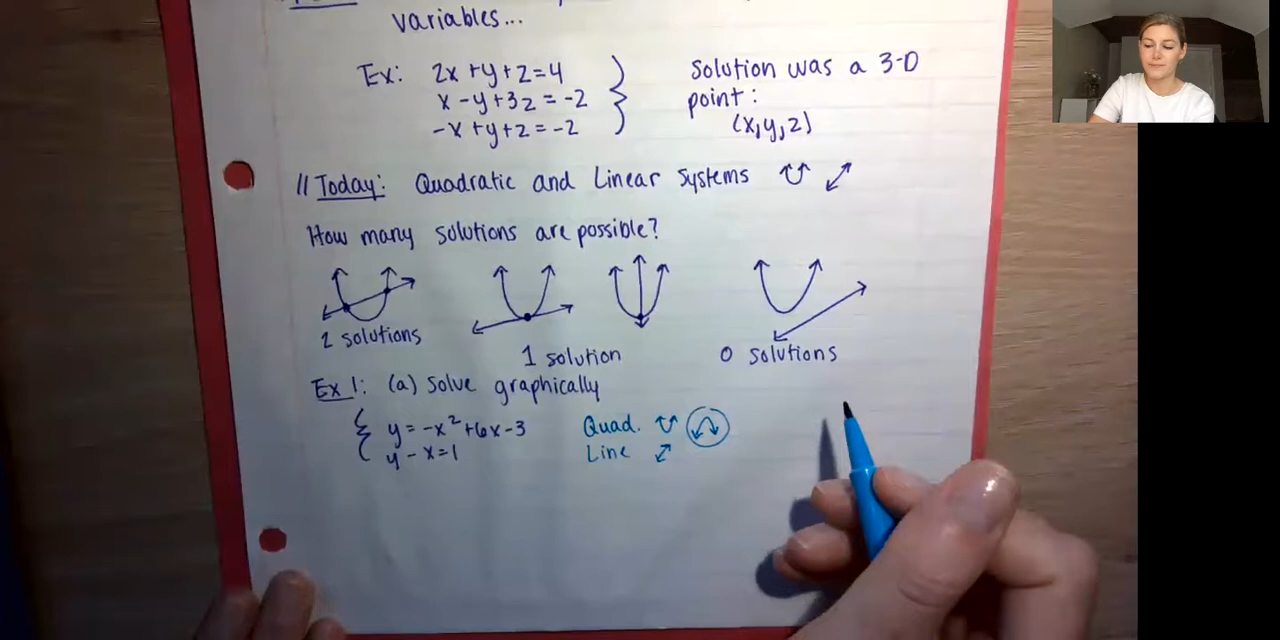 variables...
Ex: 2x + y + z = 4
x - y + 3z = -2
-x + y + z = -2
Solution was a 3-D
point:
(x, y, z)
// Today: Quadratic and Linear Systems
How many solutions are possible?
2 solutions
1 solution
0 solutions
Ex 1: (a) Solve graphically
y = -x² + 6x - 3
y - x = 1
Quad.
Line